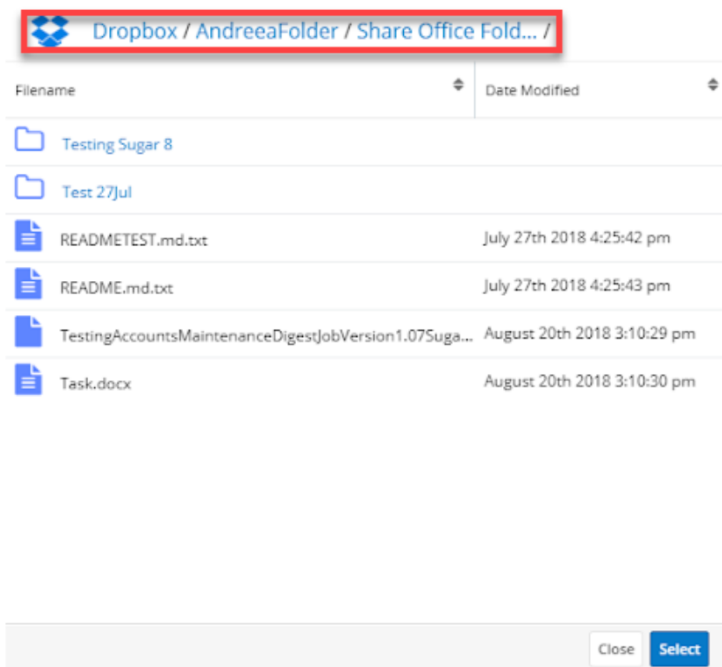 Dropbox / AndreeaFolder / Share Office Fold... /
Filename Date Modified
Testing Sugar 8
Test 27Jul
READMETEST.md.txt July 27th 2018 4:25:42 pm
README.md.txt July 27th 2018 4:25:43 pm
TestingAccountsMaintenanceDigestJobVersion1.07Suga... August 20th 2018 3:10:29 pm
Task.docx August 20th 2018 3:10:30 pm
Close Select